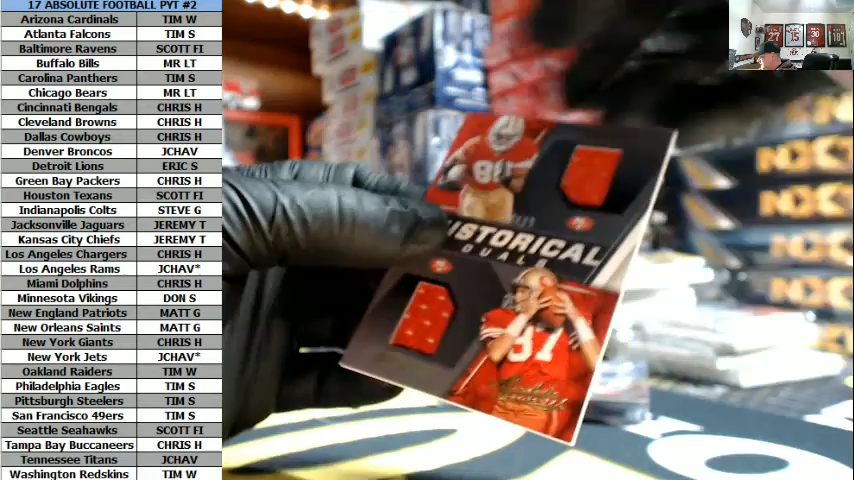 17 ABSOLUTE FOOTBALL PYT #2
Arizona Cardinals TIM W
Atlanta Falcons TIM S
Baltimore Ravens SCOTT FI
Buffalo Bills MR LT
Carolina Panthers TIM S
Chicago Bears MR LT
Cincinnati Bengals CHRIS H
Cleveland Browns CHRIS H
Dallas Cowboys CHRIS H
Denver Broncos JCHAV
Detroit Lions ERIC S
Green Bay Packers CHRIS H
Houston Texans SCOTT FI
Indianapolis Colts STEVE G
Jacksonville Jaguars JEREMY T
Kansas City Chiefs JEREMY T
Los Angeles Chargers CHRIS H
Los Angeles Rams JCHAV*
Miami Dolphins CHRIS H
Minnesota Vikings DON S
New England Patriots MATT G
New Orleans Saints MATT G
New York Giants CHRIS H
New York Jets JCHAV*
Oakland Raiders TIM W
Philadelphia Eagles TIM S
Pittsburgh Steelers TIM S
San Francisco 49ers TIM S
Seattle Seahawks SCOTT FI
Tampa Bay Buccaneers CHRIS H
Tennessee Titans JCHAV
Washington Redskins TIM W
27
15
30
80
HISTORICAL
DUALS
87